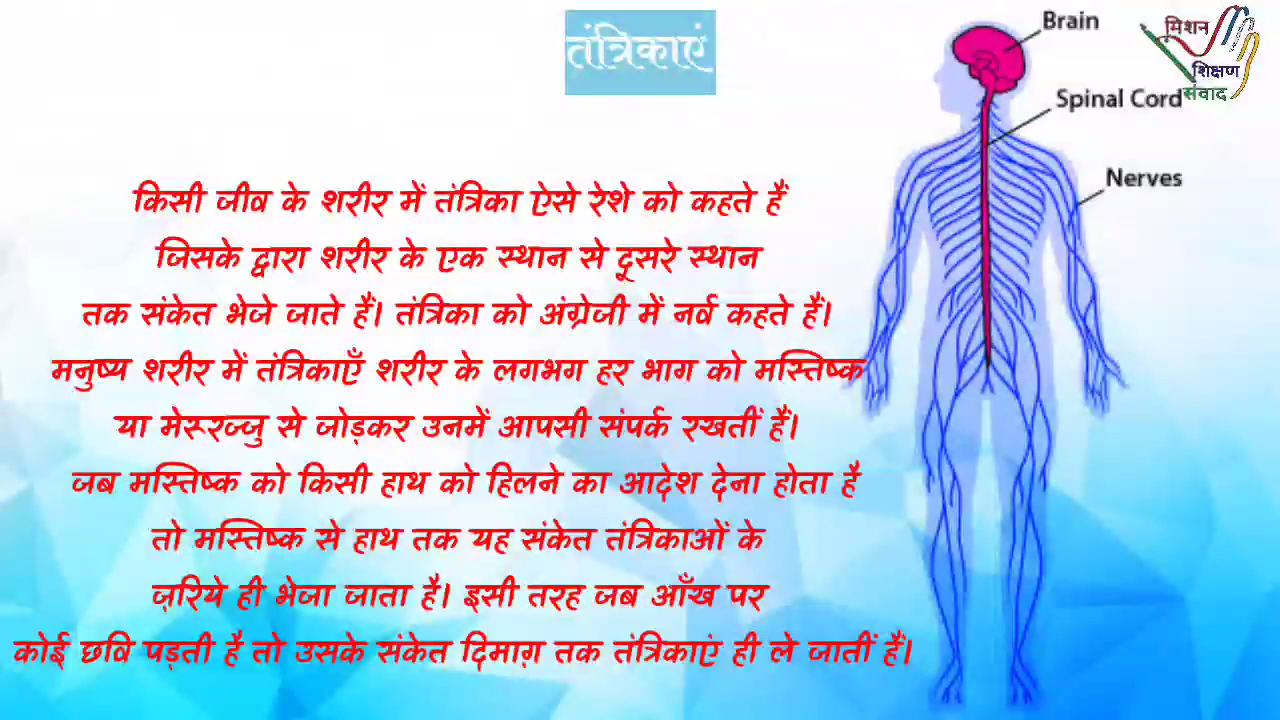 तंत्रिकाएं
Brain
मिशन
शिक्षण
संवाद
Spinal Cord
Nerves
किसी जीव के शरीर में तंत्रिका ऐसे रेशे को कहते हैं
जिसके द्वारा शरीर के एक स्थान से दूसरे स्थान
तक संकेत भेजे जाते हैं। तंत्रिका को अंग्रेजी में नर्व कहते हैं।
मनुष्य शरीर में तंत्रिकाएँ शरीर के लगभग हर भाग को मस्तिष्क
या मेरूरज्जु से जोड़कर उनमें आपसी संपर्क रखतीं हैं।
जब मस्तिष्क को किसी हाथ को हिलने का आदेश देना होता है
तो मस्तिष्क से हाथ तक यह संकेत तंत्रिकाओं के
ज़रिये ही भेजा जाता है। इसी तरह जब आँख पर
कोई छवि पड़ती है तो उसके संकेत दिमाग़ तक तंत्रिकाएं ही ले जातीं हैं।